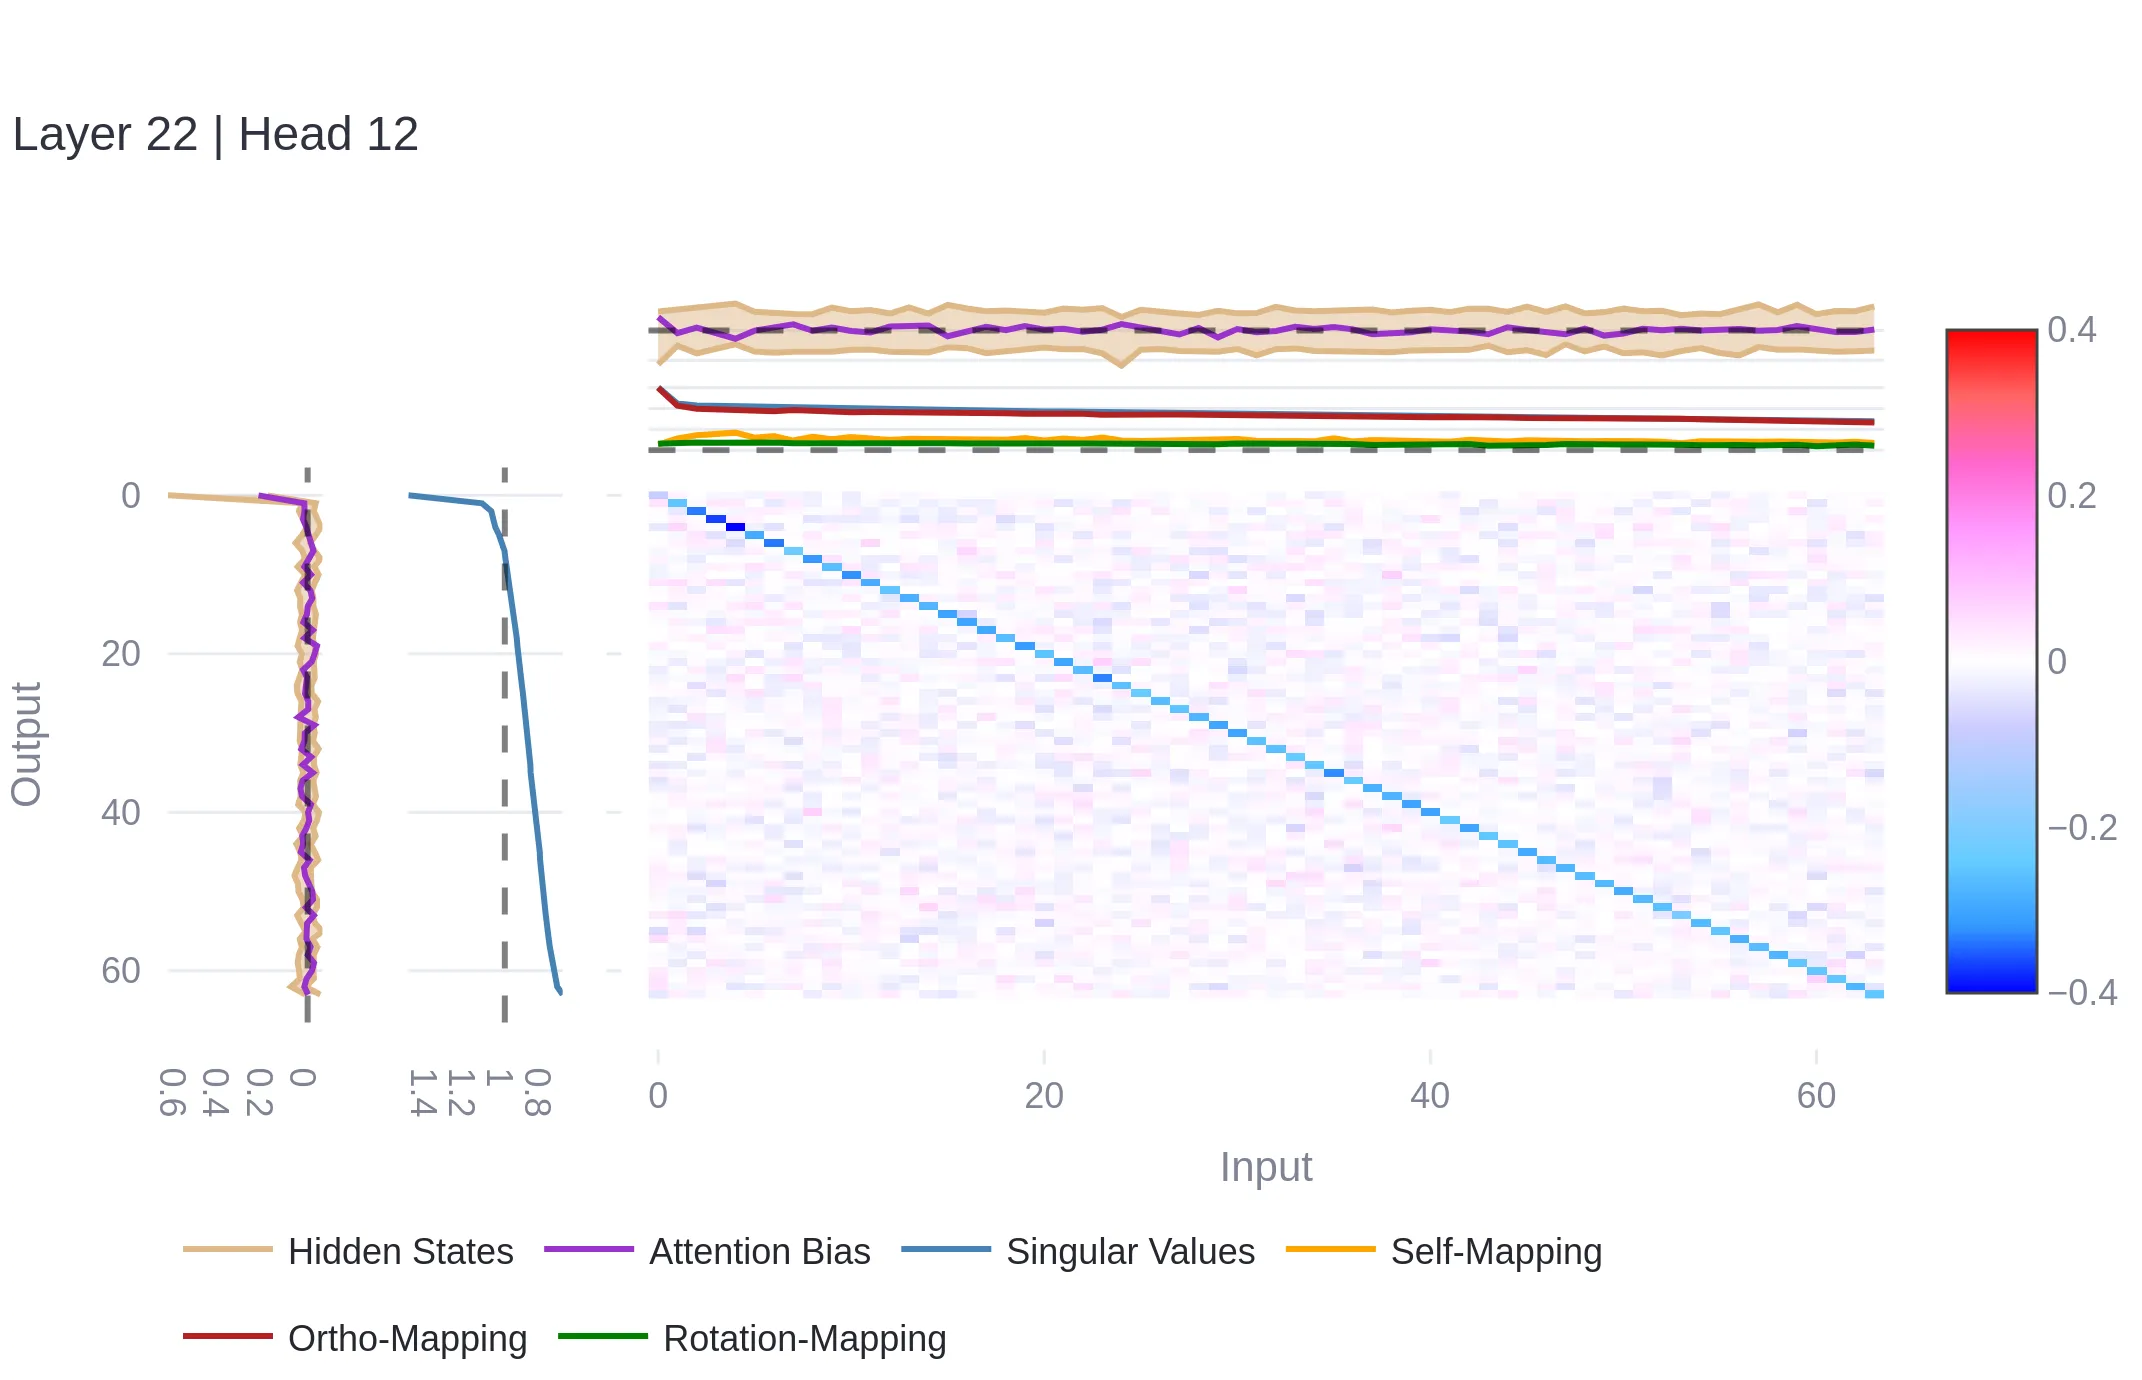 Layer 22 | Head 12
0.4
0.2
0
−0.2
−0.4
Output
0
20
40
60
0.6
0.4
0.2
0
1.4
1.2
1
0.8
0
20
40
60
Input
Hidden States
Attention Bias
Singular Values
Self-Mapping
Ortho-Mapping
Rotation-Mapping